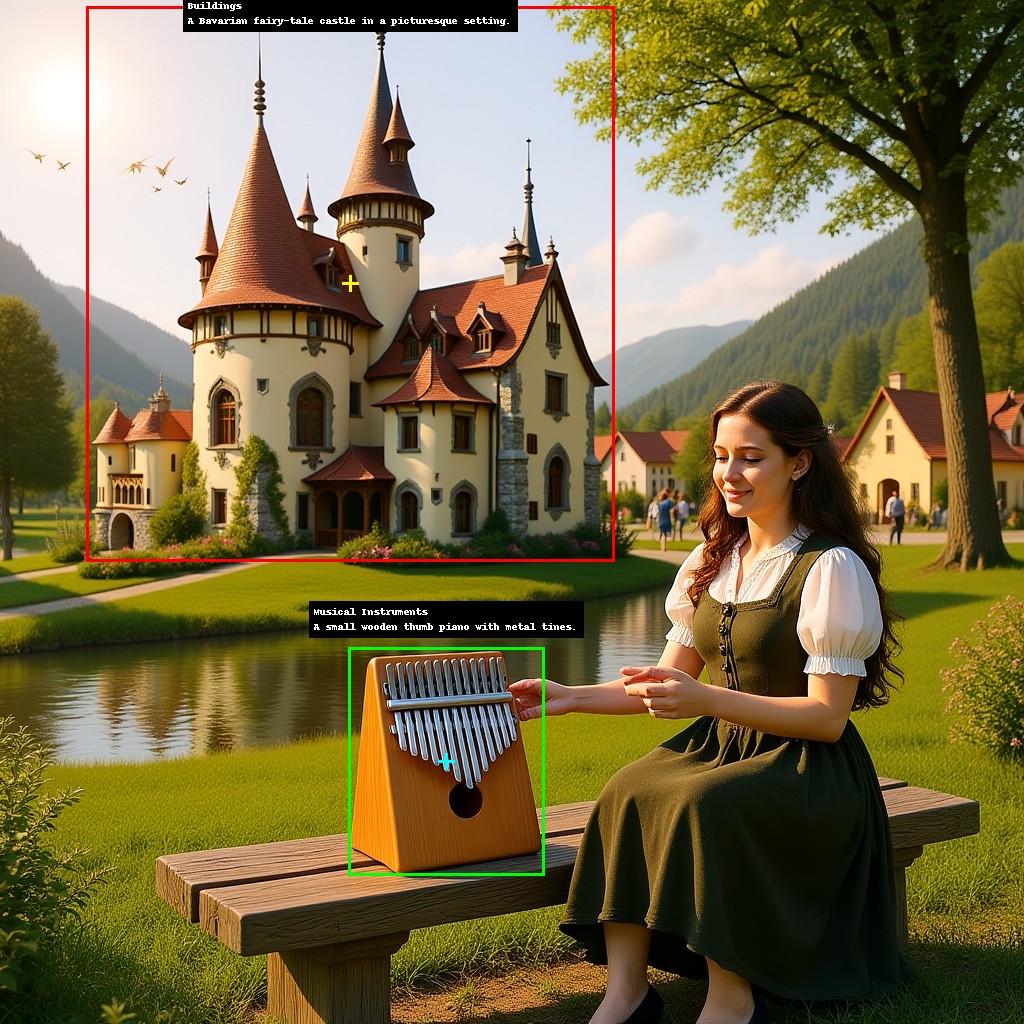 Buildings
A Bavarian fairy-tale castle in a picturesque setting.
Musical Instruments
A small wooden thumb piano with metal tines.